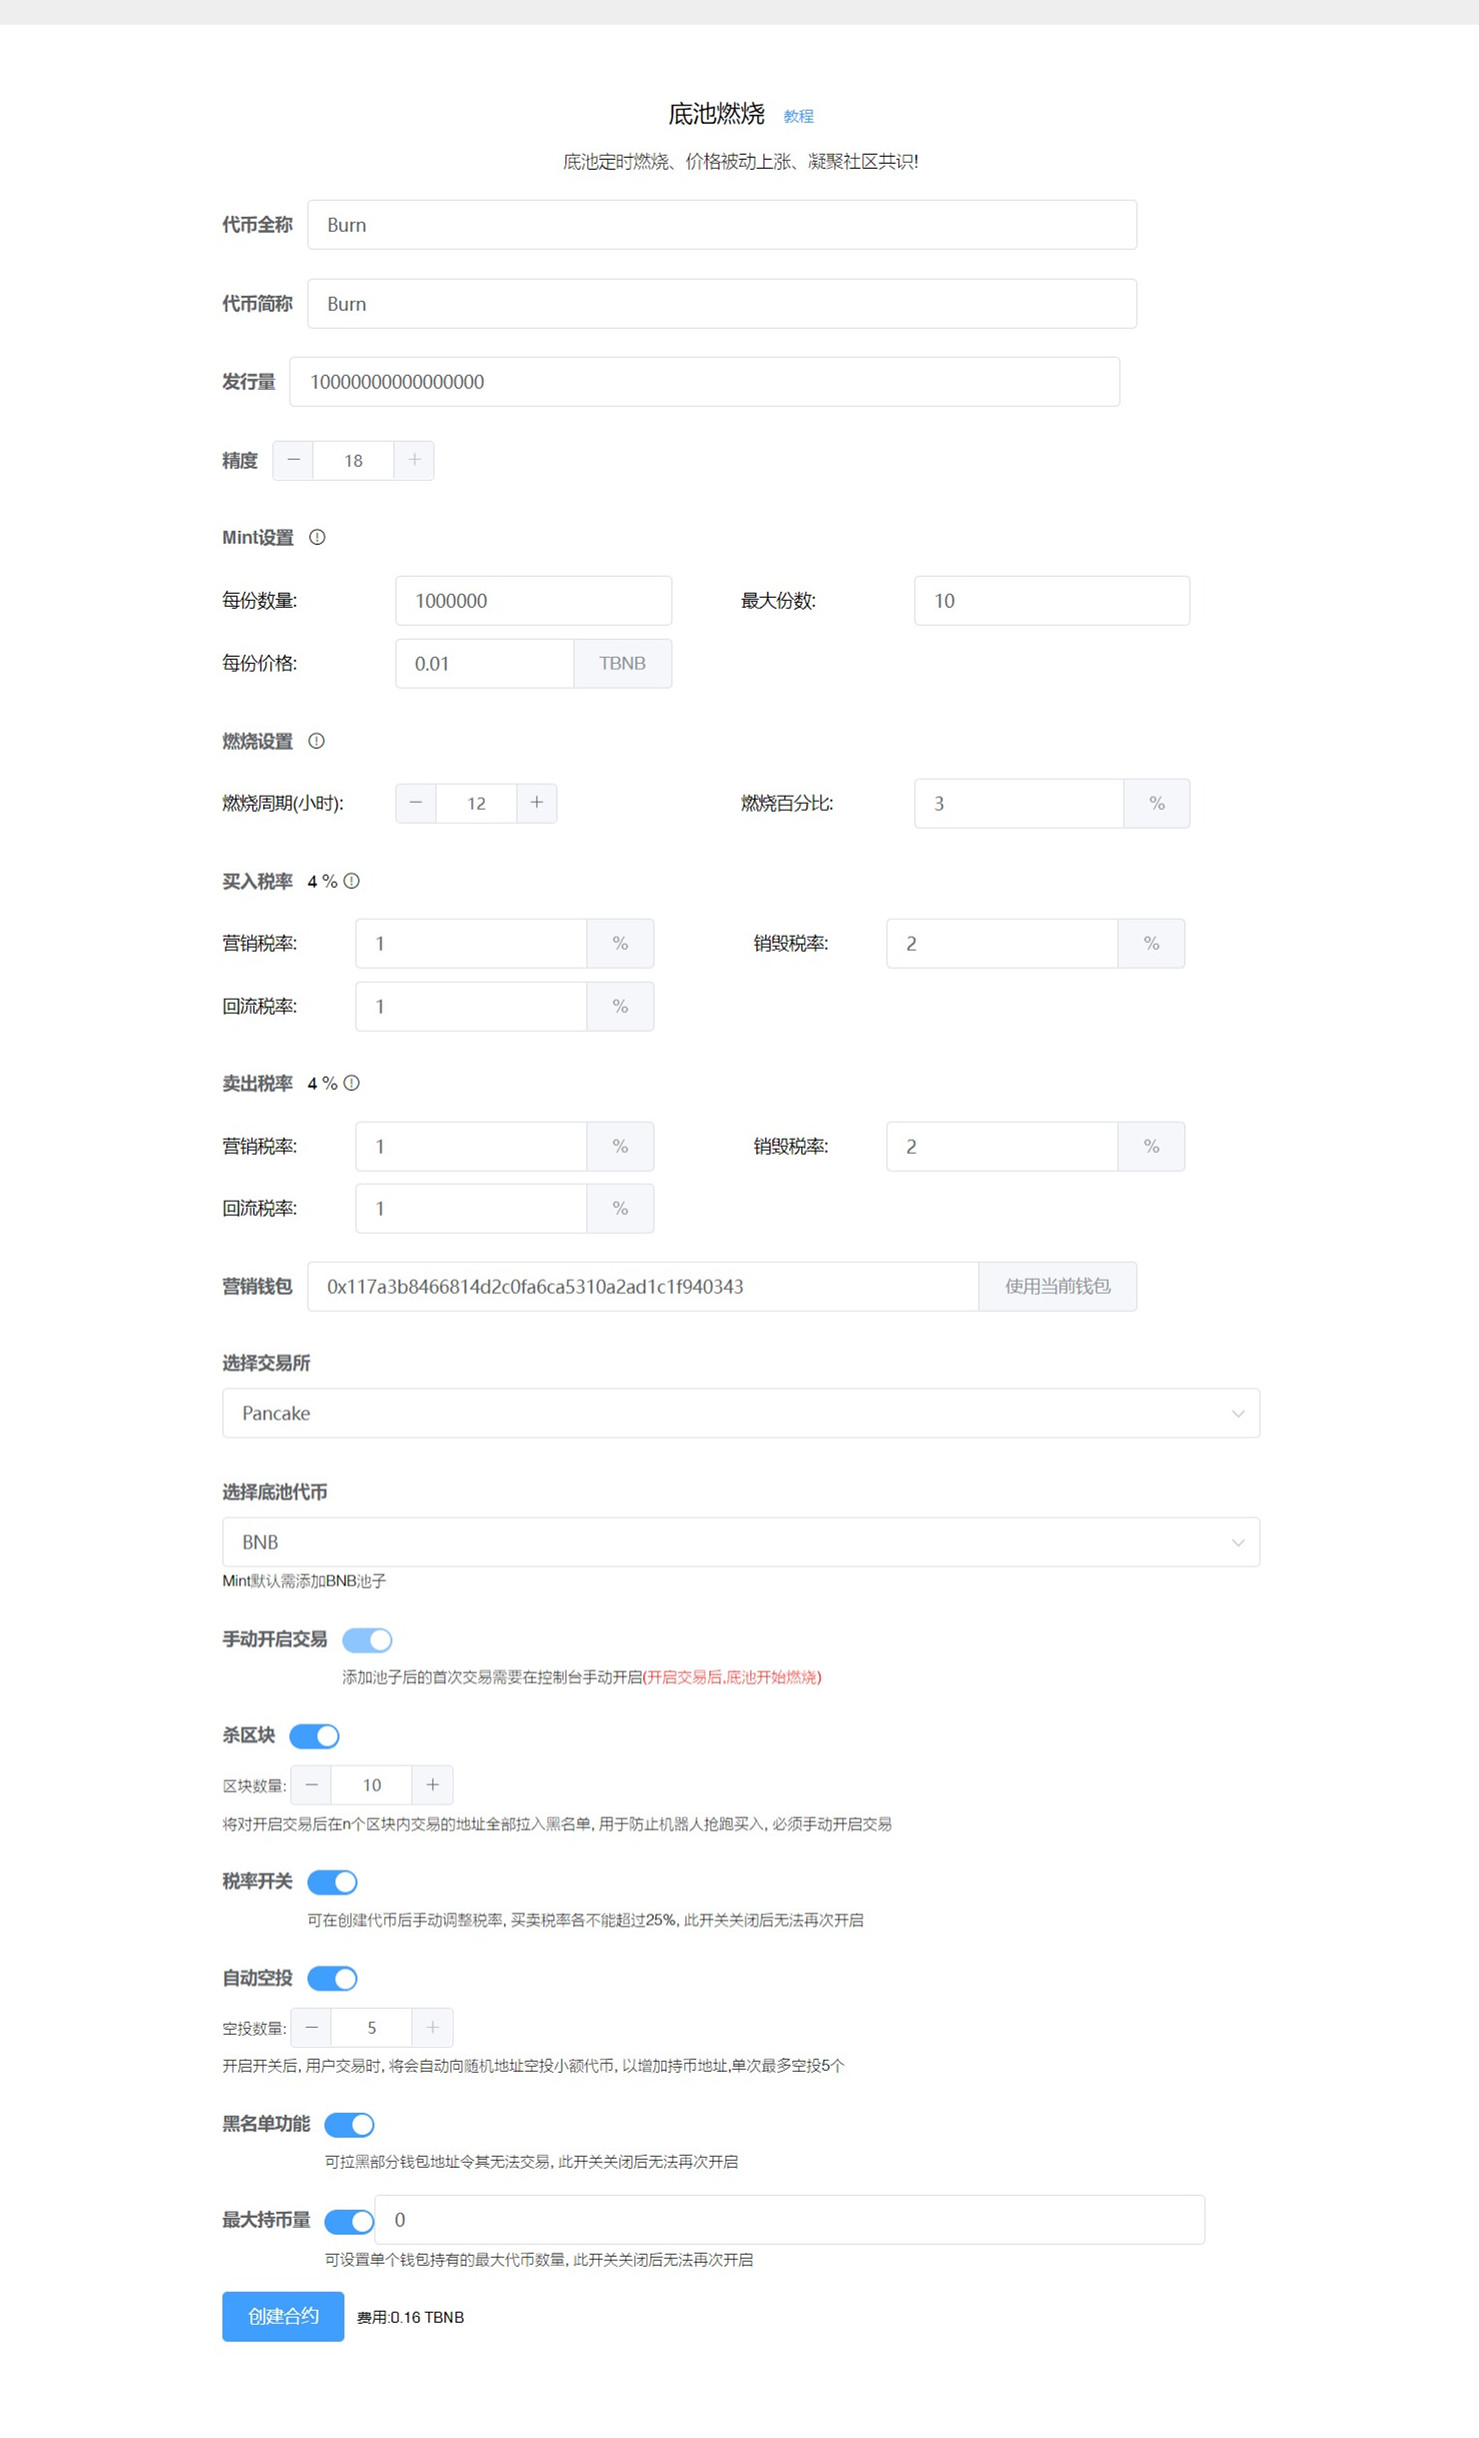 底池燃烧 教程
底池定时燃烧、价格被动上涨、凝聚社区共识!
代币全称 Burn
代币简称 Burn
发行量 10000000000000000
精度 18
Mint设置
每份数量: 1000000 最大份数: 10
每份价格: 0.01 TBNB
燃烧设置
燃烧周期(小时): 12 燃烧百分比: 3 %
买入税率 4 %
营销税率: 1 % 销毁税率: 2 %
回流税率: 1 %
卖出税率 4 %
营销税率: 1 % 销毁税率: 2 %
回流税率: 1 %
营销钱包 0x117a3b8466814d2c0fa6ca5310a2ad1c1f940343 使用当前钱包
选择交易所
Pancake
选择底池代币
BNB
Mint默认需添加BNB池子
手动开启交易
添加池子后的首次交易需要在控制台手动开启(开启交易后,底池开始燃烧)
杀区块
区块数量: 10
将对开启交易后在n个区块内交易的地址全部拉入黑名单, 用于防止机器人抢跑买入, 必须手动开启交易
税率开关
可在创建代币后手动调整税率, 买卖税率各不能超过25%, 此开关关闭后无法再次开启
自动空投
空投数量: 5
开启开关后, 用户交易时, 将会自动向随机地址空投小额代币, 以增加持币地址,单次最多空投5个
黑名单功能
可拉黑部分钱包地址令其无法交易, 此开关关闭后无法再次开启
最大持币量 0
可设置单个钱包持有的最大代币数量, 此开关关闭后无法再次开启
创建合约 费用:0.16 TBNB